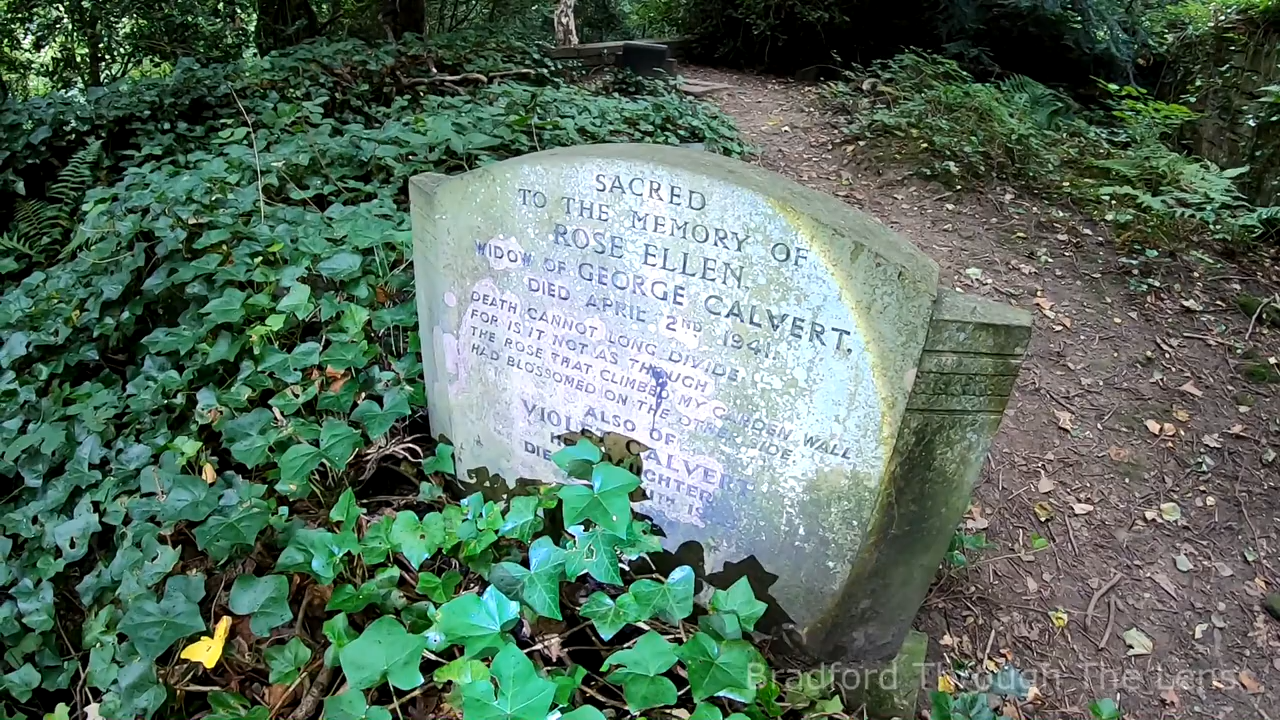 SACRED
TO THE MEMORY OF
ROSE ELLEN,
WIDOW OF GEORGE CALVERT,
DIED APRIL 2ND 1941.
DEATH CANNOT LONG DIVIDE
FOR IS IT NOT AS THOUGH
THE ROSE THAT CLIMBED MY GARDEN WALL
HAD BLOSSOMED ON THE OTHER SIDE.
ALSO OF
VIOLET CALVERT
Bradford Through The Lens